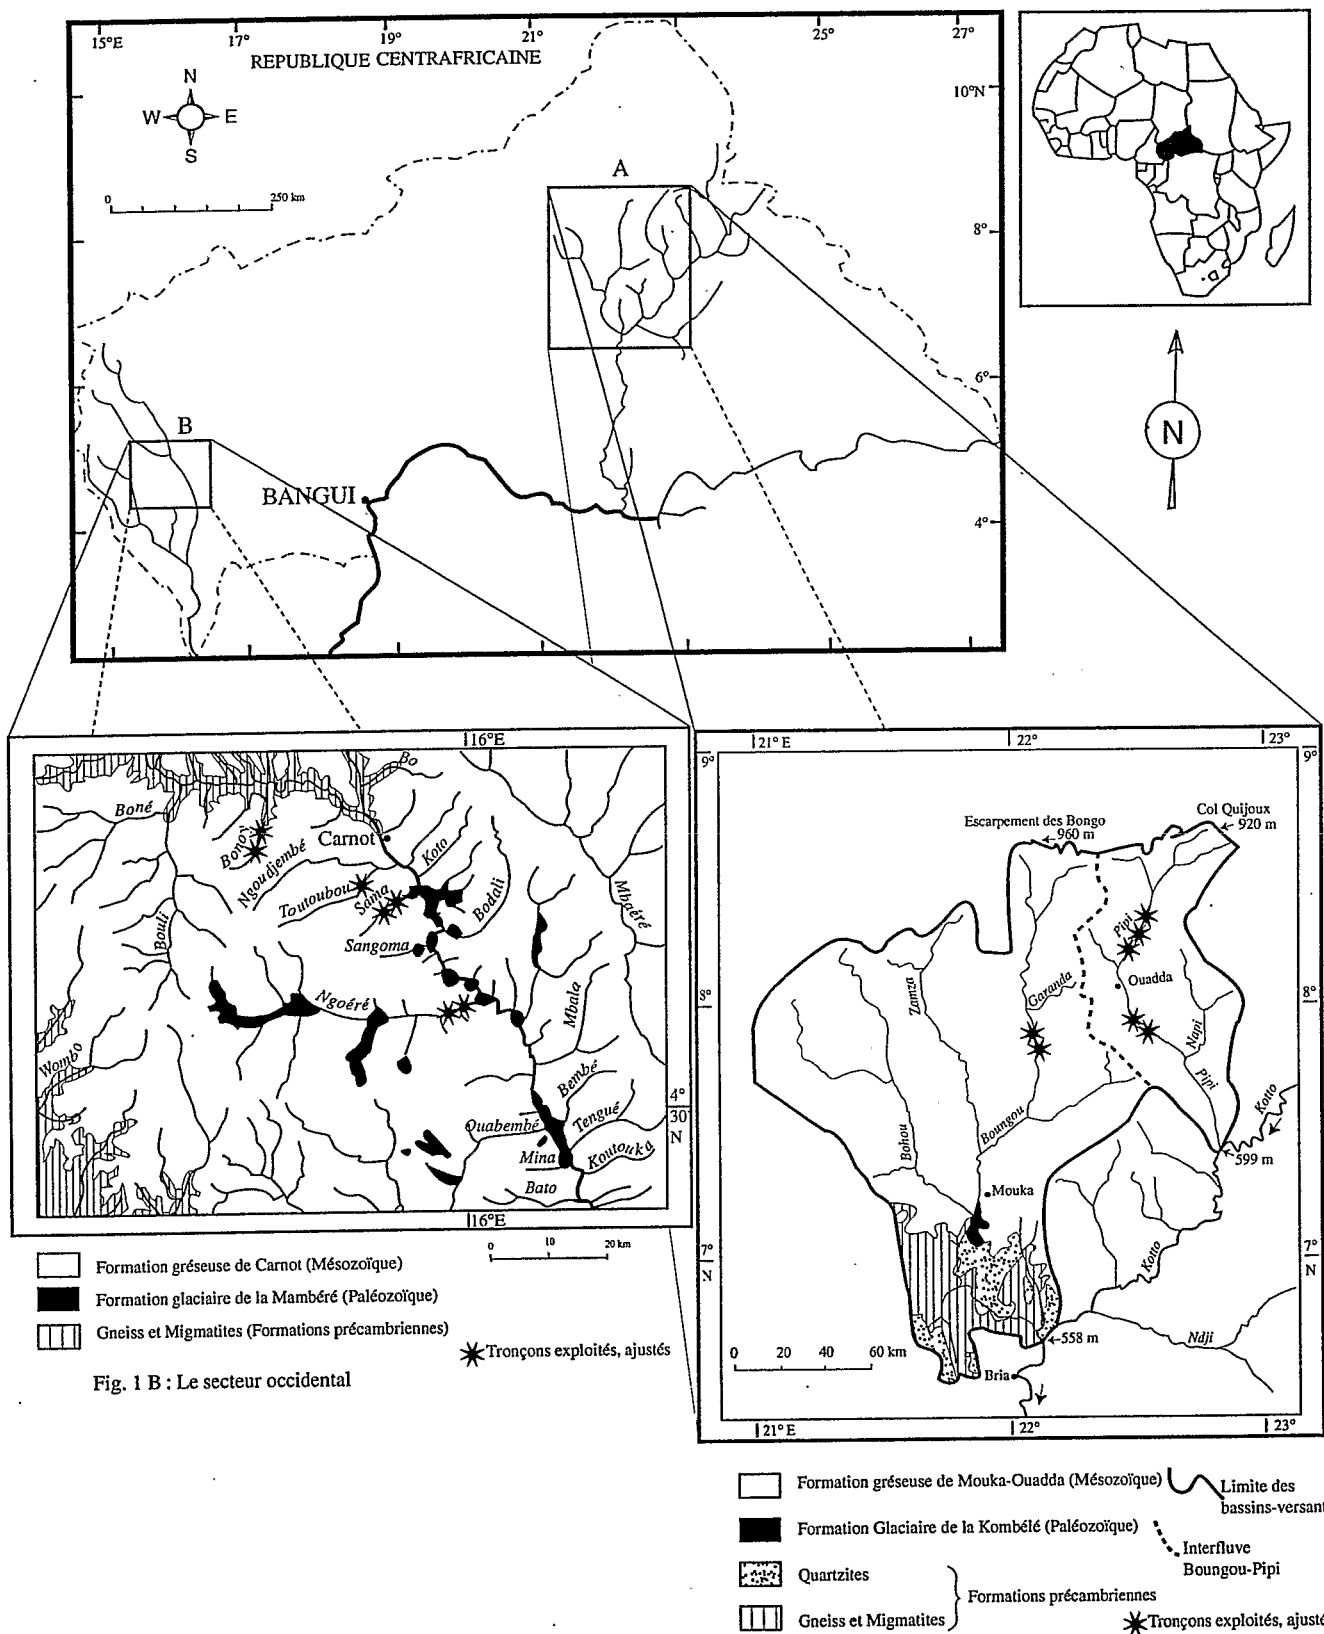 15°E 17° 19° 21° 25° 27°
REPUBLIQUE CENTRAFRICAINE
N
W E
S
0 250 km
10°N
8°
6°
4°
A
B
BANGUI
N
16°E
Bo
Boné
Bonoy
Carnot
Ngoudjembé
Koto
Toutoubou
Sama
Bodali
Mbaéré
Bouli
Sangoma
Ngoéré
Mbala
Wombo
Bembé
4°
30
N
Ouabembé
Tengué
Mina
Koutouka
Bato
16°E
0 10 20 km
Formation gréseuse de Carnot (Mésozoïque)
Formation glaciaire de la Mambéré (Paléozoïque)
Gneiss et Migmatites (Formations précambriennes)
Tronçons exploités, ajustés
Fig. 1 B : Le secteur occidental
21° E 22° 23°
9° 9°
Col Quijoux
920 m
Escarpement des Bongo
960 m
Pipi
Ouadda
Zamza
Garanda
8° 8°
Napi
Pipi
Kotto
Bohou
Boungou
599 m
Mouka
Kotto
7°
N
7°
N
558 m
Ndji
0 20 40 60 km
Bria
21° E 22° 23°
Formation gréseuse de Mouka-Ouadda (Mésozoïque)
Limite des
bassins-versant
Formation Glaciaire de la Kombélé (Paléozoïque)
Interfluve
Boungou-Pipi
Quartzites
Formations précambriennes
Gneiss et Migmatites
Tronçons exploités, ajusté